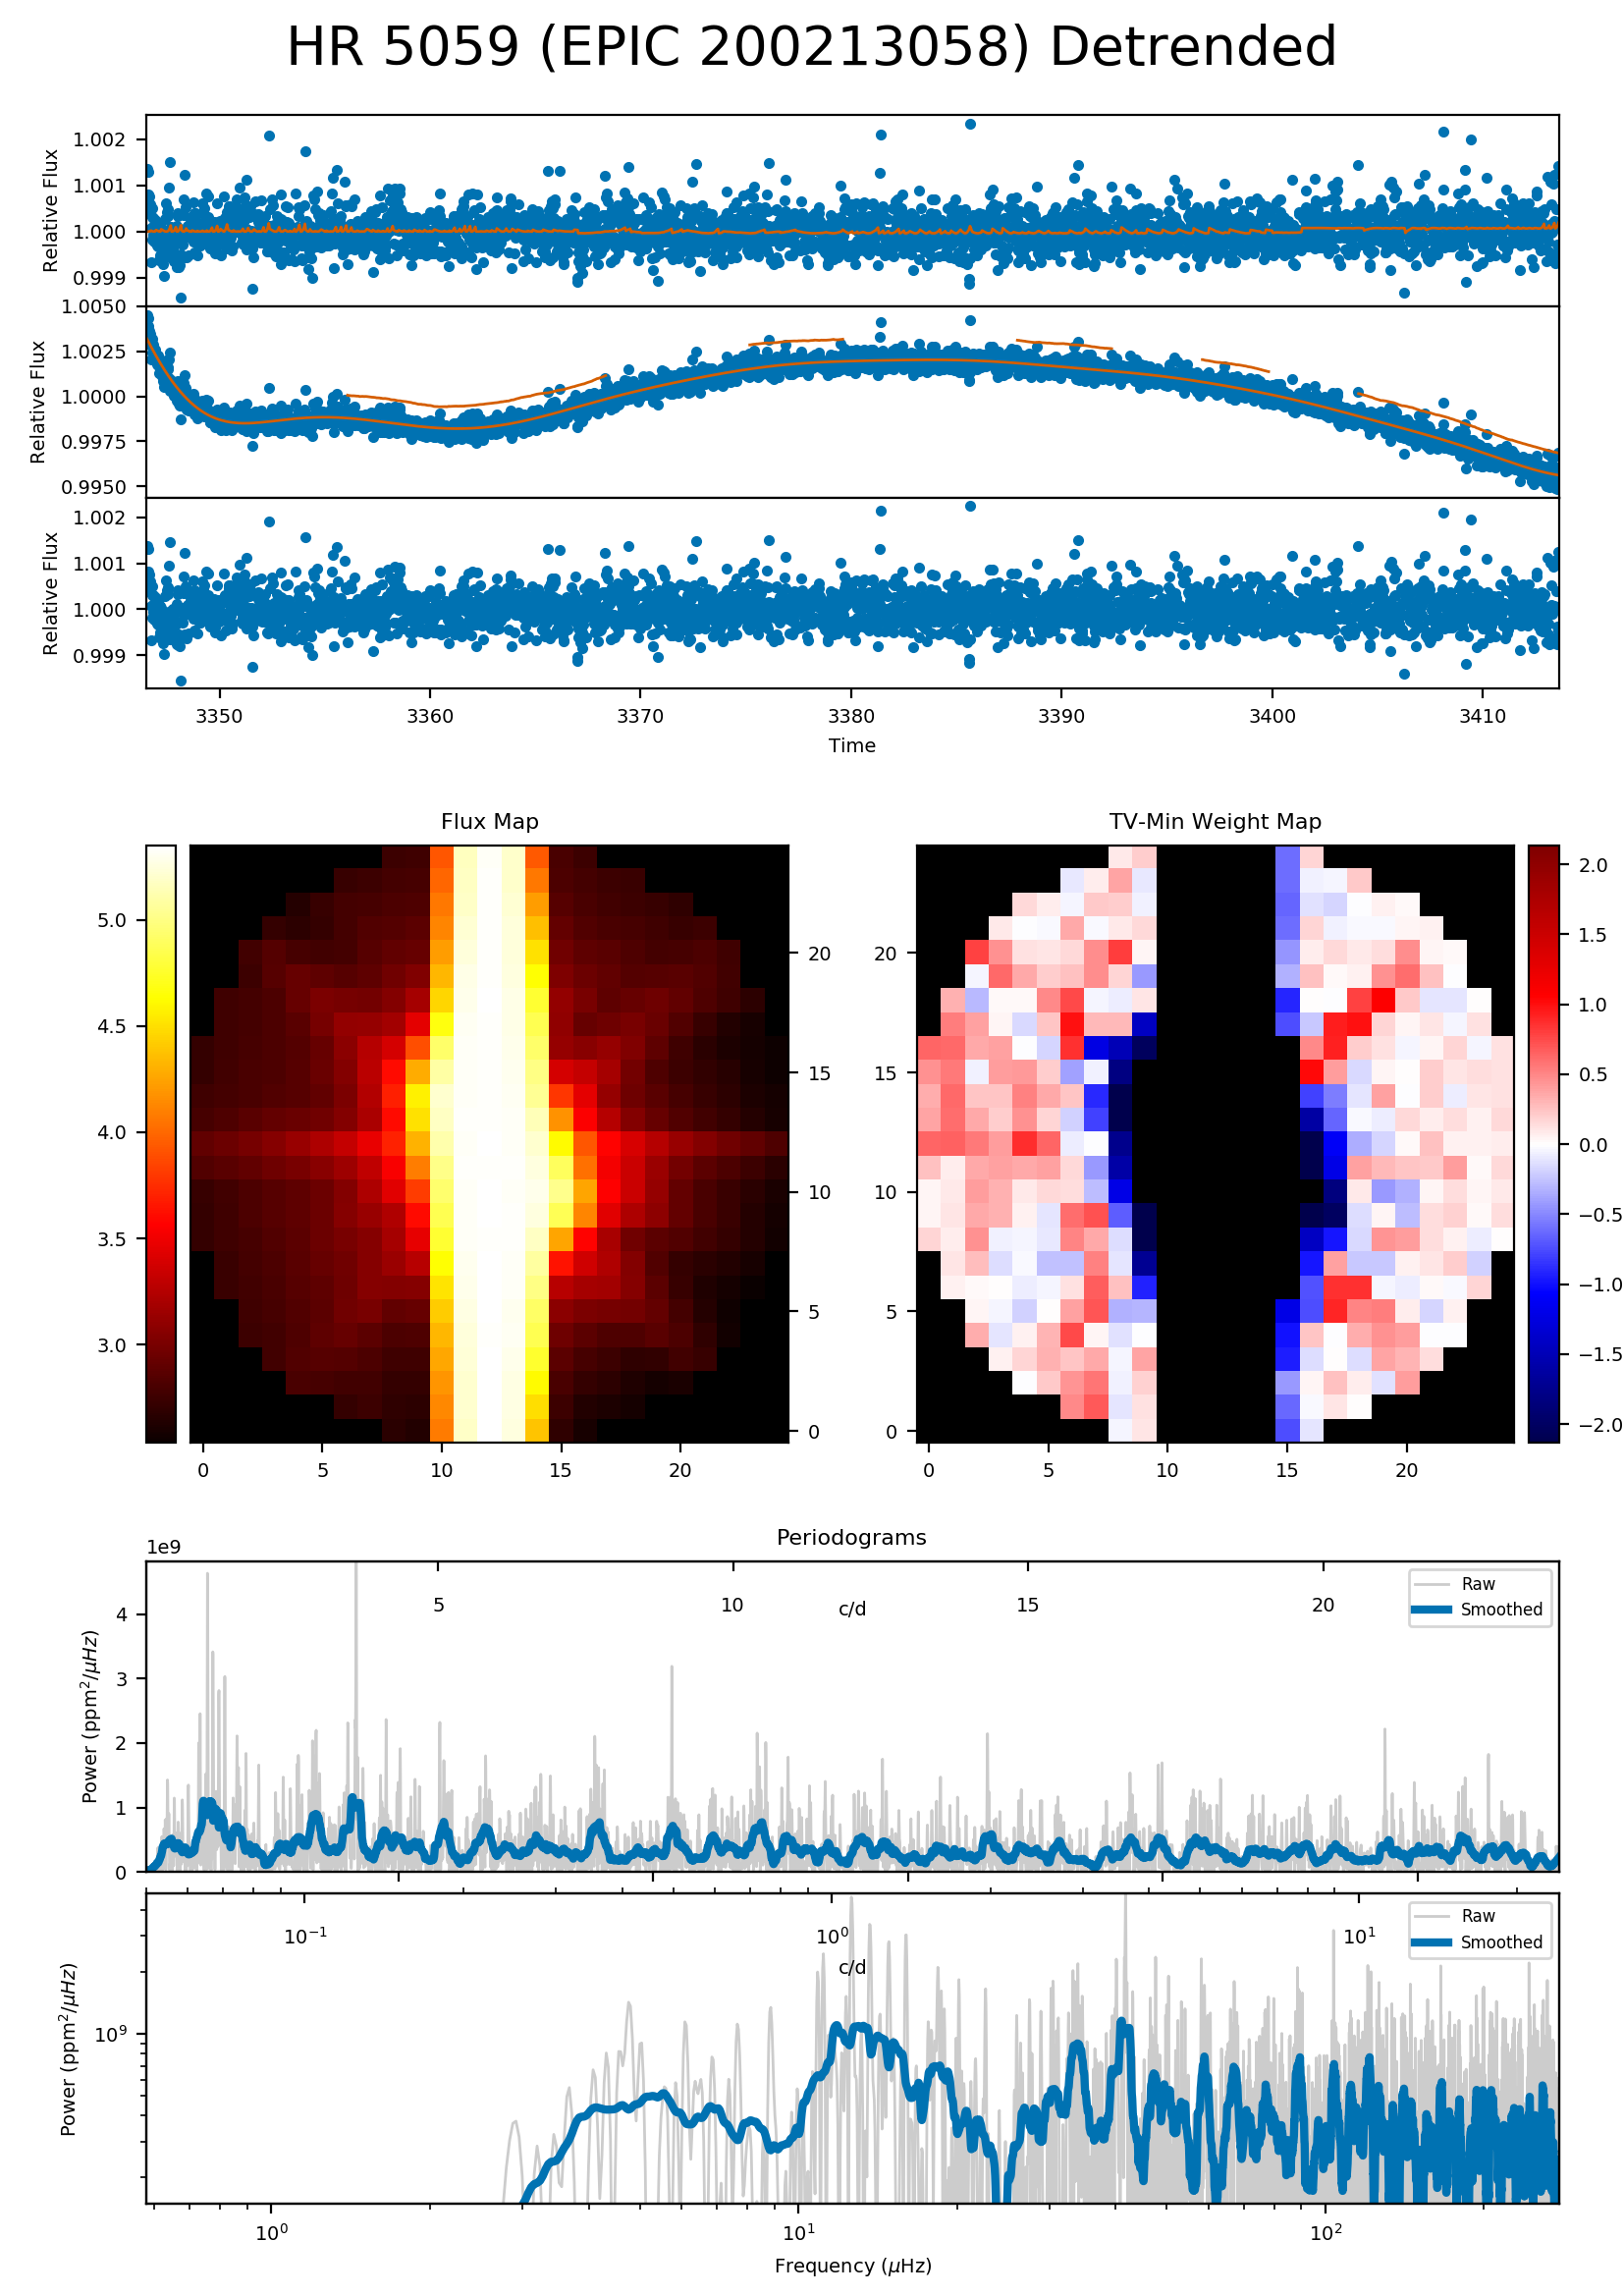 HR 5059 (EPIC 200213058) Detrended
1.002
1.001
1.000
0.999
Relative Flux
1.0050
1.0025
1.0000
0.9975
0.9950
Relative Flux
1.002
1.001
1.000
0.999
Relative Flux
3350 3360 3370 3380 3390 3400 3410
Time
Flux Map
5.0
4.5
4.0
3.5
3.0
20
15
10
5
0
0 5 10 15 20
TV-Min Weight Map
20
15
10
5
0
0 5 10 15 20
2.0
1.5
1.0
0.5
0.0
−0.5
−1.0
−1.5
−2.0
Periodograms
1e9
5 10 15 20
c/d
Raw
Smoothed
4
3
2
1
0
Power (ppm²/μHz)
10⁻¹ 10⁰ 10¹
c/d
Raw
Smoothed
10⁹
Power (ppm²/μHz)
10⁰ 10¹ 10²
Frequency (μHz)